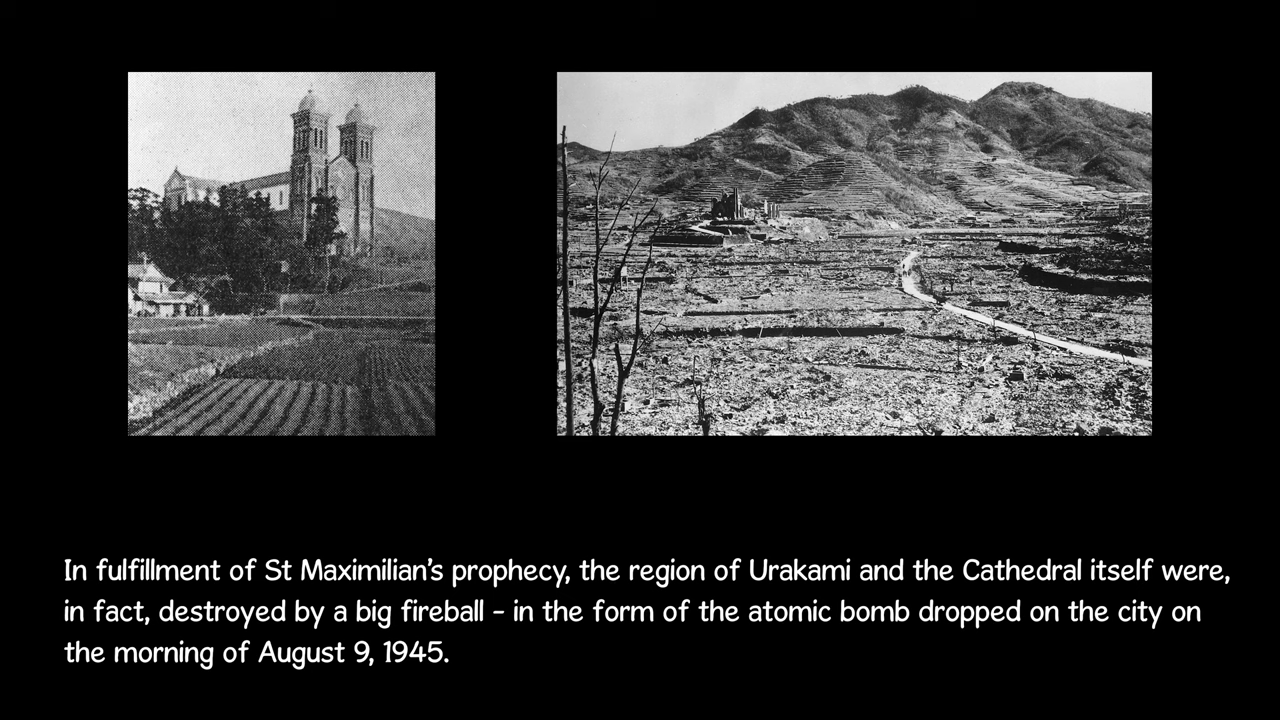 In fulfillment of St Maximilian's prophecy, the region of Urakami and the Cathedral itself were,
in fact, destroyed by a big fireball - in the form of the atomic bomb dropped on the city on
the morning of August 9, 1945.